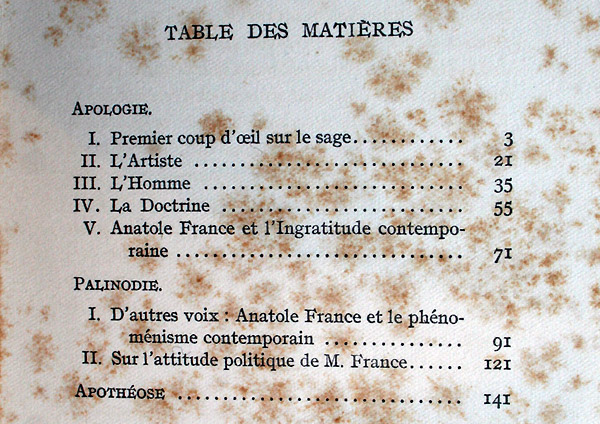 TABLE DES MATIÈRES
APOLOGIE.
I. Premier coup d'œil sur le sage............ 3
II. L'Artiste ............................ 21
III. L'Homme ........................... 35
IV. La Doctrine ......................... 55
V. Anatole France et l'Ingratitude contempo-
raine .............................. 71
PALINODIE.
I. D'autres voix : Anatole France et le phéno-
ménisme contemporain ............... 91
II. Sur l'attitude politique de M. France...... 121
APOTHÉOSE ............................ 141